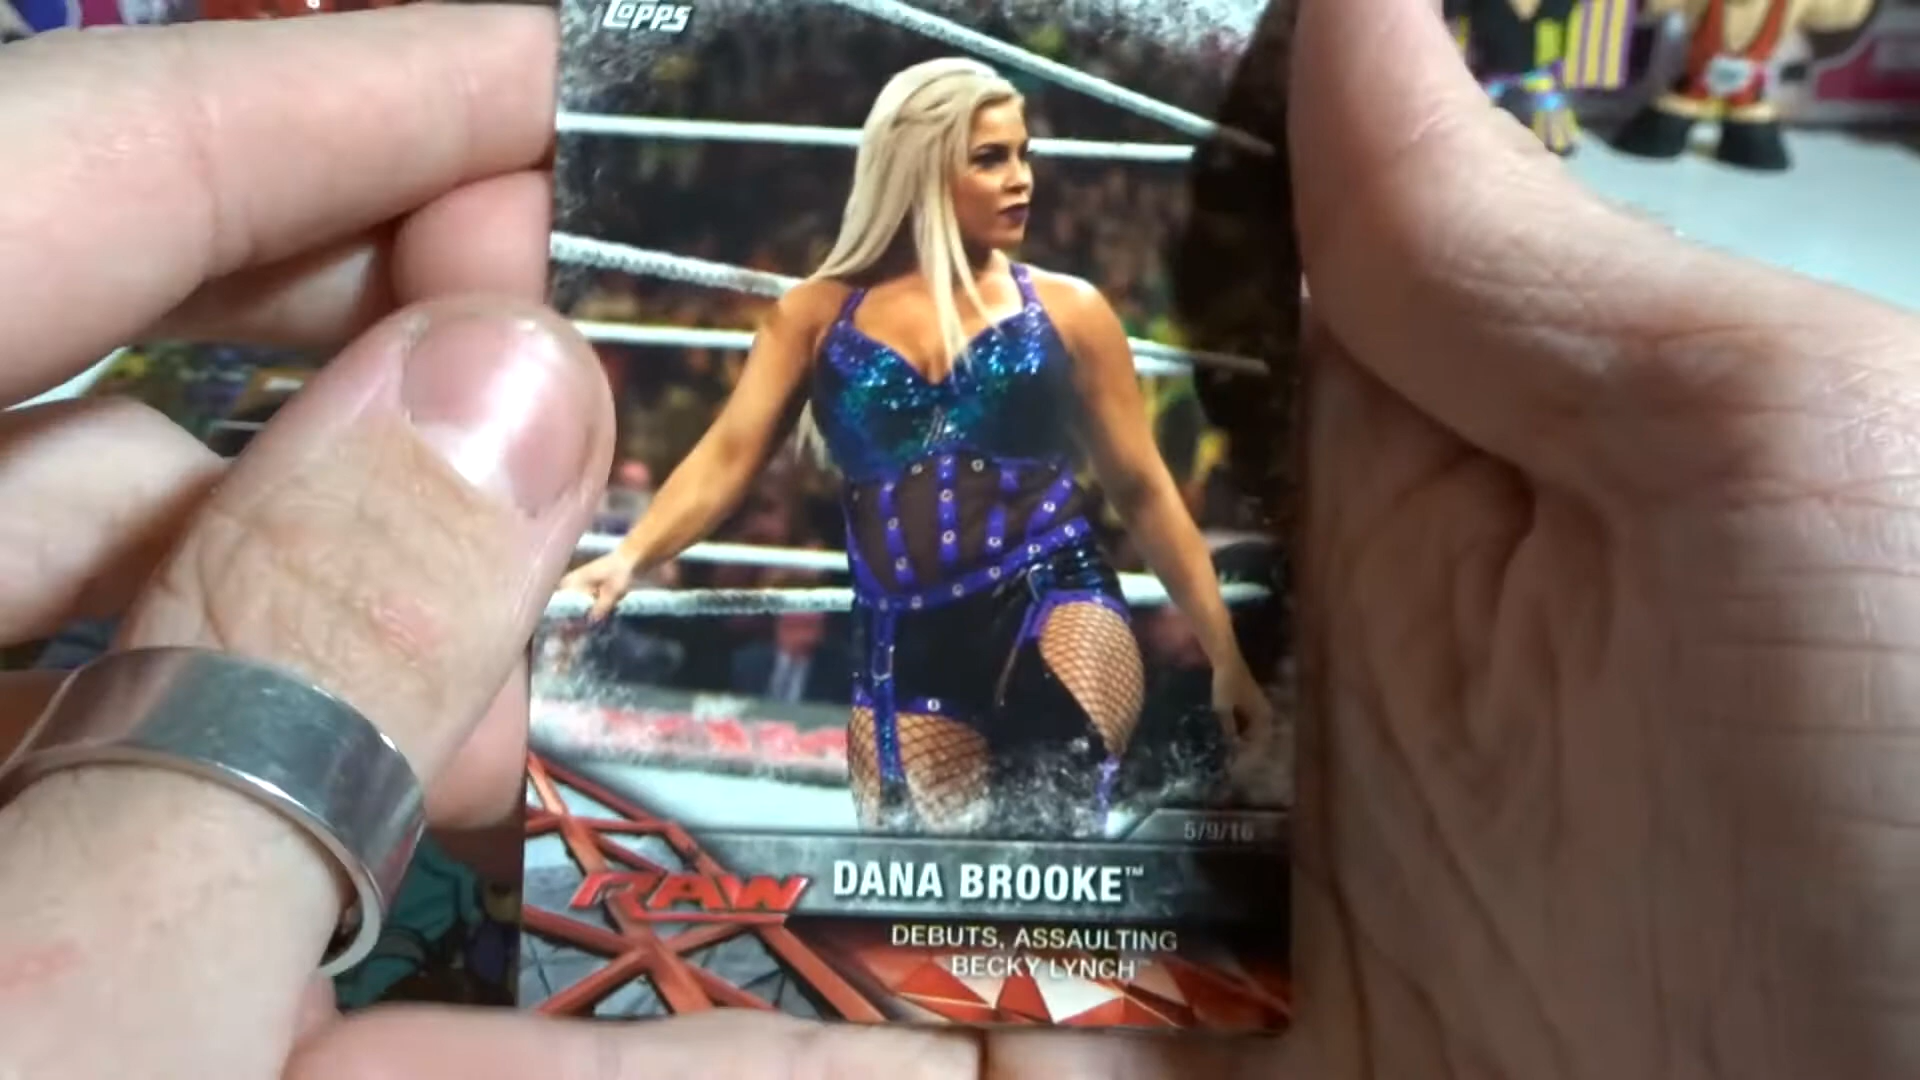 Topps
5/9/16
RAW
DANA BROOKE™
DEBUTS, ASSAULTING
BECKY LYNCH™